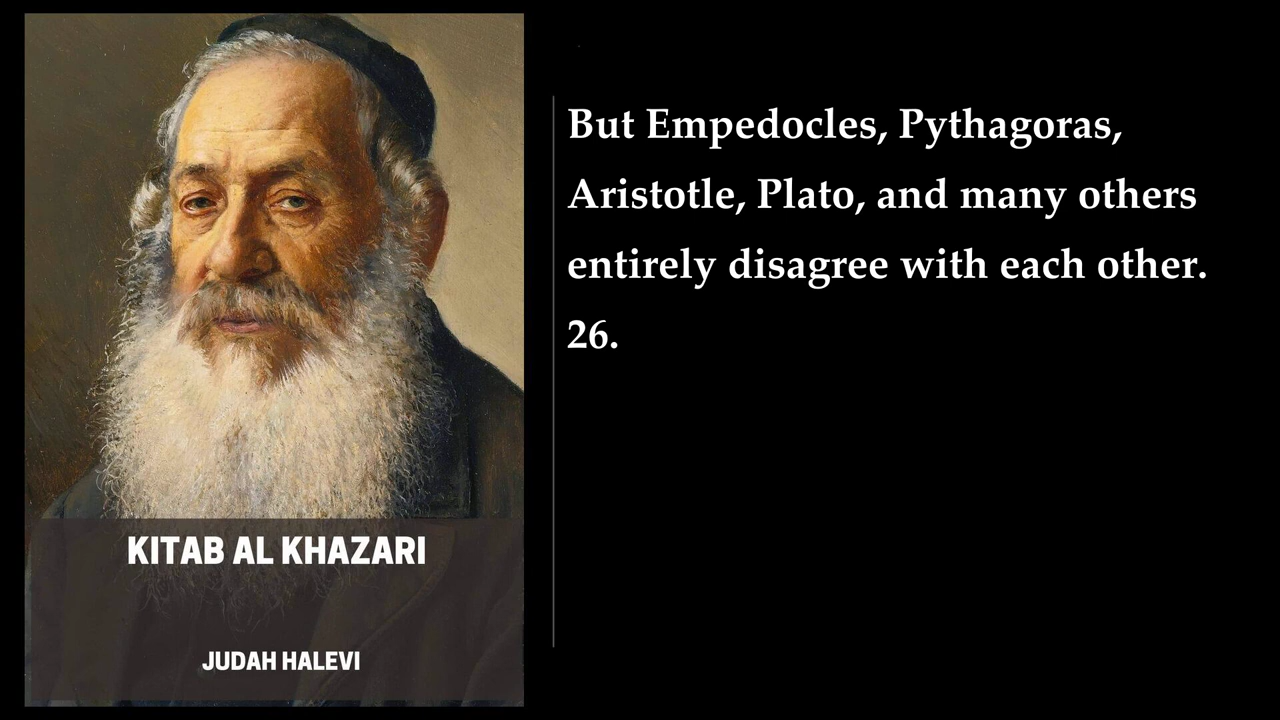 KITAB AL KHAZARI
JUDAH HALEVI
But Empedocles, Pythagoras,
Aristotle, Plato, and many others
entirely disagree with each other.
26.